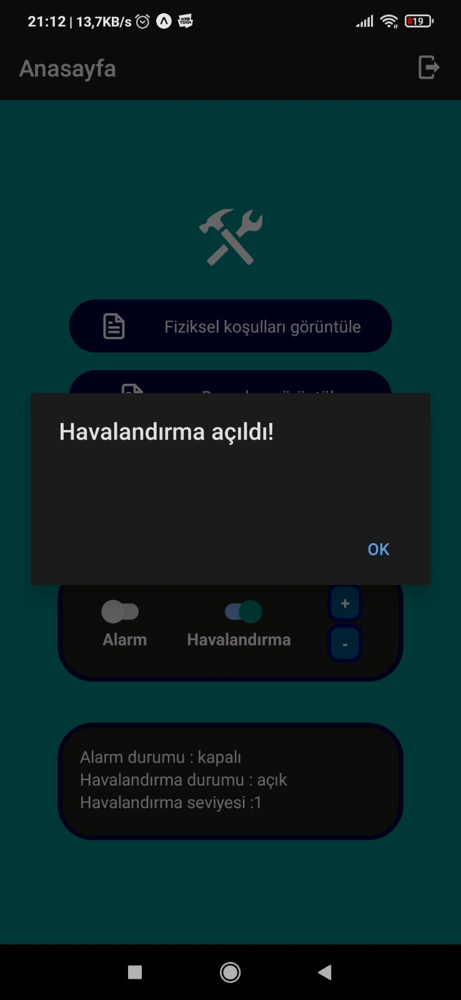 21:12 | 13,7KB/s
19
Anasayfa
Fiziksel koşulları görüntüle
Havalandırma açıldı!
OK
+
Alarm
Havalandırma
-
Alarm durumu : kapalı
Havalandırma durumu : açık
Havalandırma seviyesi :1